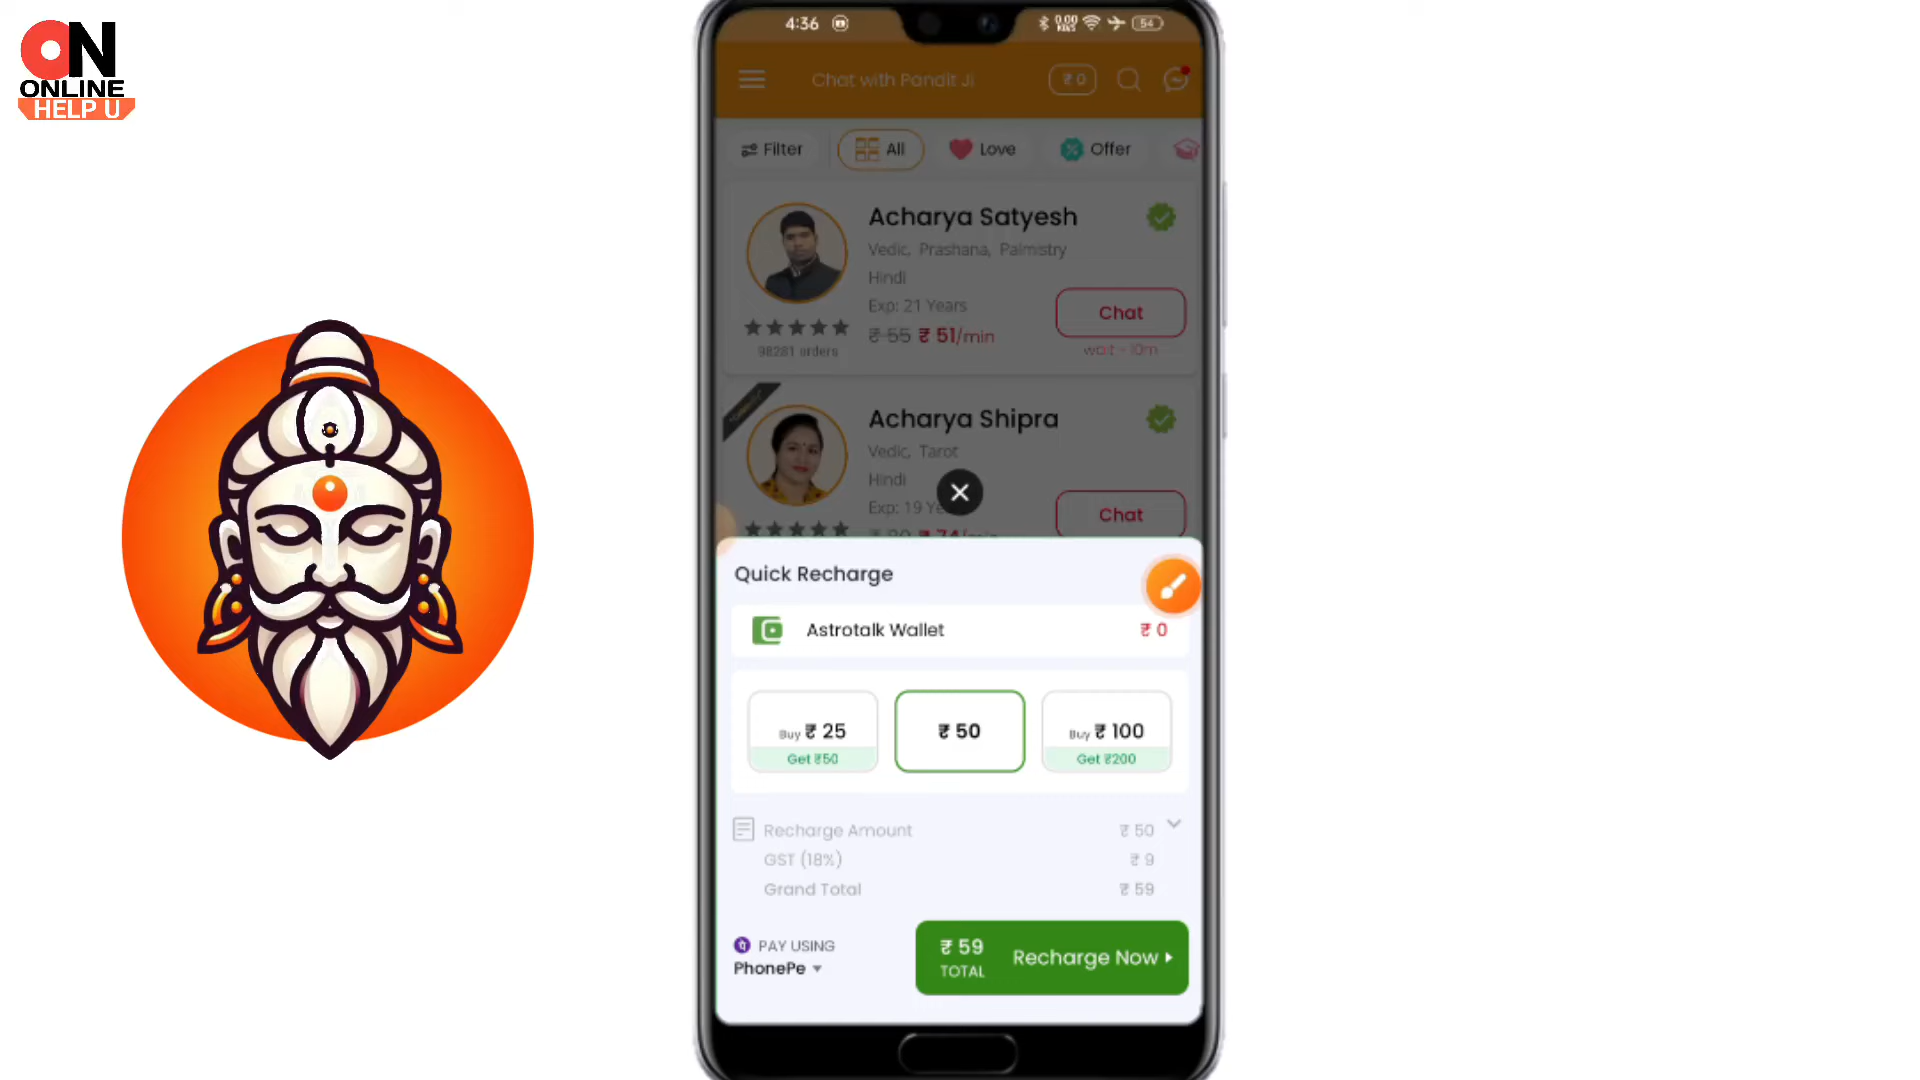 ON
ONLINE
HELP U
4:36
0.00
54
Chat with Pandit Ji
₹ 0
Filter
All
Love
Offer
Acharya Satyesh
Vedic, Prashana, Palmistry
Hindi
Exp: 21 Years
₹ 55 ₹ 51/min
98281 orders
Chat
wait ~ 10m
Acharya Shipra
Vedic, Tarot
Hindi
Exp: 19
Chat
Quick Recharge
Astrotalk Wallet
₹ 0
Buy ₹ 25
Get ₹50
₹ 50
Buy ₹ 100
Get ₹200
Recharge Amount
₹ 50
GST (18%)
₹ 9
Grand Total
₹ 59
PAY USING
PhonePe
₹ 59
TOTAL
Recharge Now